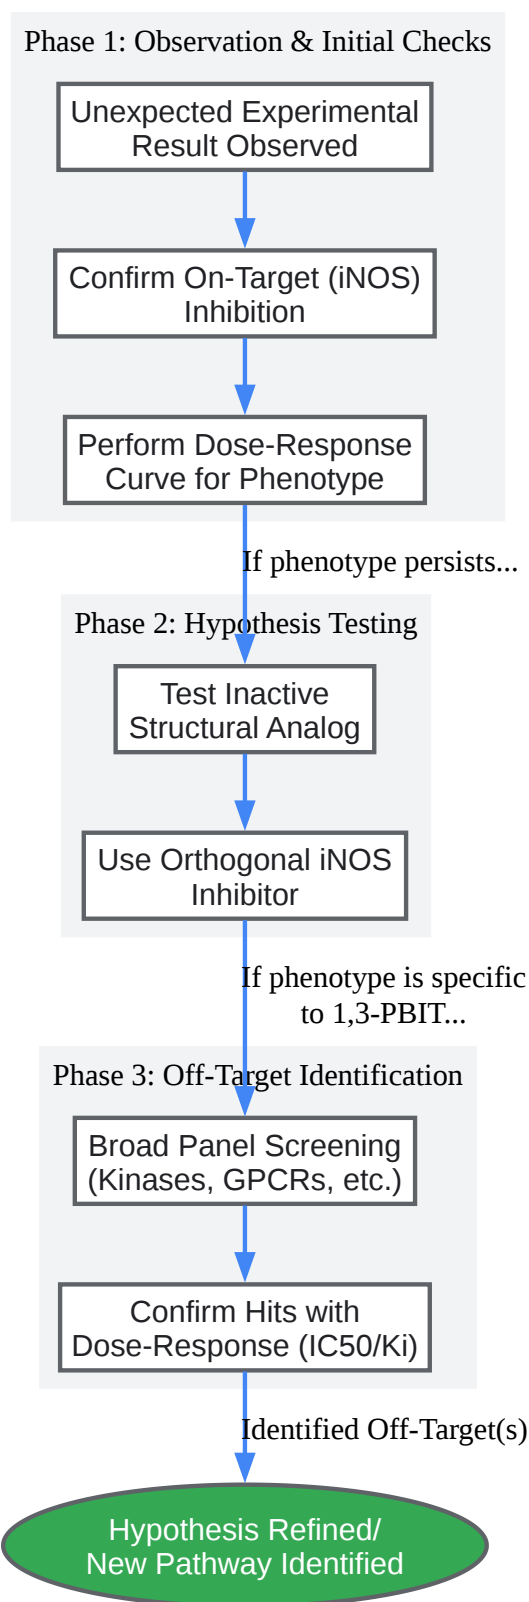 Phase 1: Observation & Initial Checks
Unexpected Experimental
Result Observed
Confirm On-Target (iNOS)
Inhibition
Perform Dose-Response
Curve for Phenotype
If phenotype persists...
Phase 2: Hypothesis Testing
Test Inactive
Structural Analog
Use Orthogonal iNOS
Inhibitor
If phenotype is specific
to 1,3-PBIT...
Phase 3: Off-Target Identification
Broad Panel Screening
(Kinases, GPCRs, etc.)
Confirm Hits with
Dose-Response (IC50/Ki)
Identified Off-Target(s)
Hypothesis Refined/
New Pathway Identified